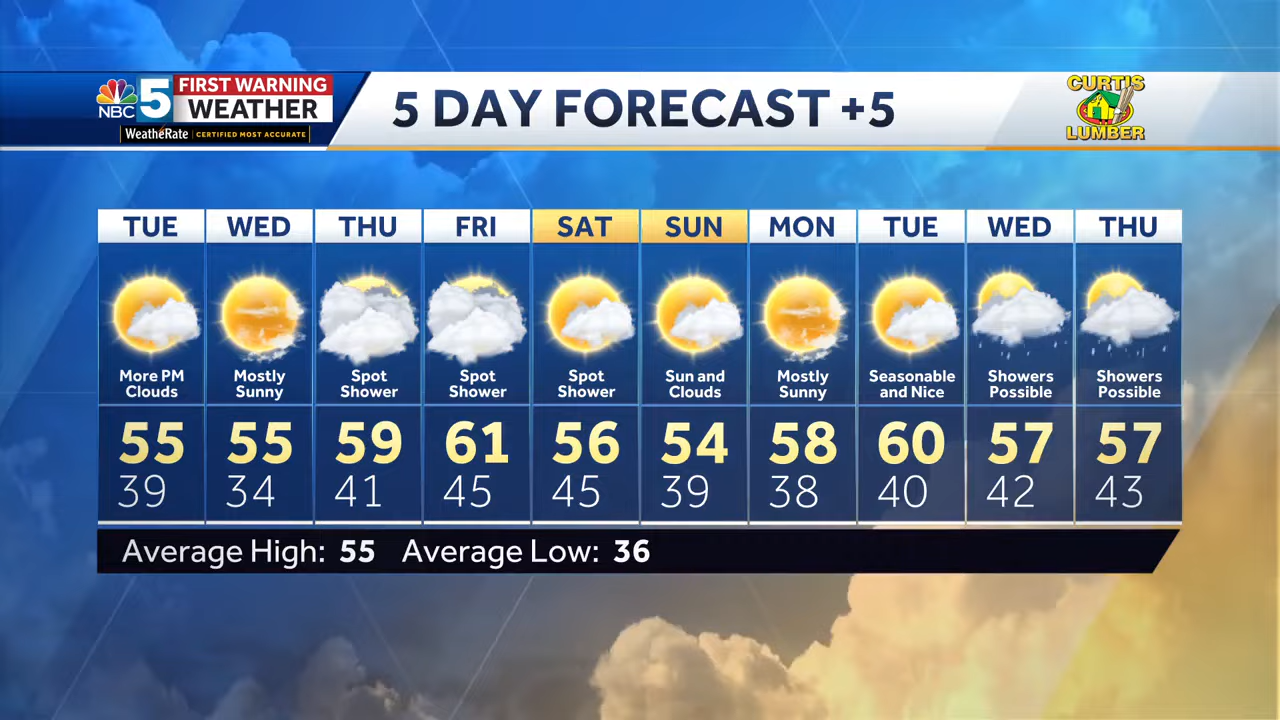 NBC 5 FIRST WARNING
WEATHER
WeatheRate CERTIFIED MOST ACCURATE
5 DAY FORECAST +5
CURTIS
LUMBER
TUE WED THU FRI SAT SUN MON TUE WED THU
More PM Mostly Spot Spot Spot Sun and Mostly Seasonable Showers Showers
Clouds Sunny Shower Shower Shower Clouds Sunny and Nice Possible Possible
55 55 59 61 56 54 58 60 57 57
39 34 41 45 45 39 38 40 42 43
Average High: 55 Average Low: 36